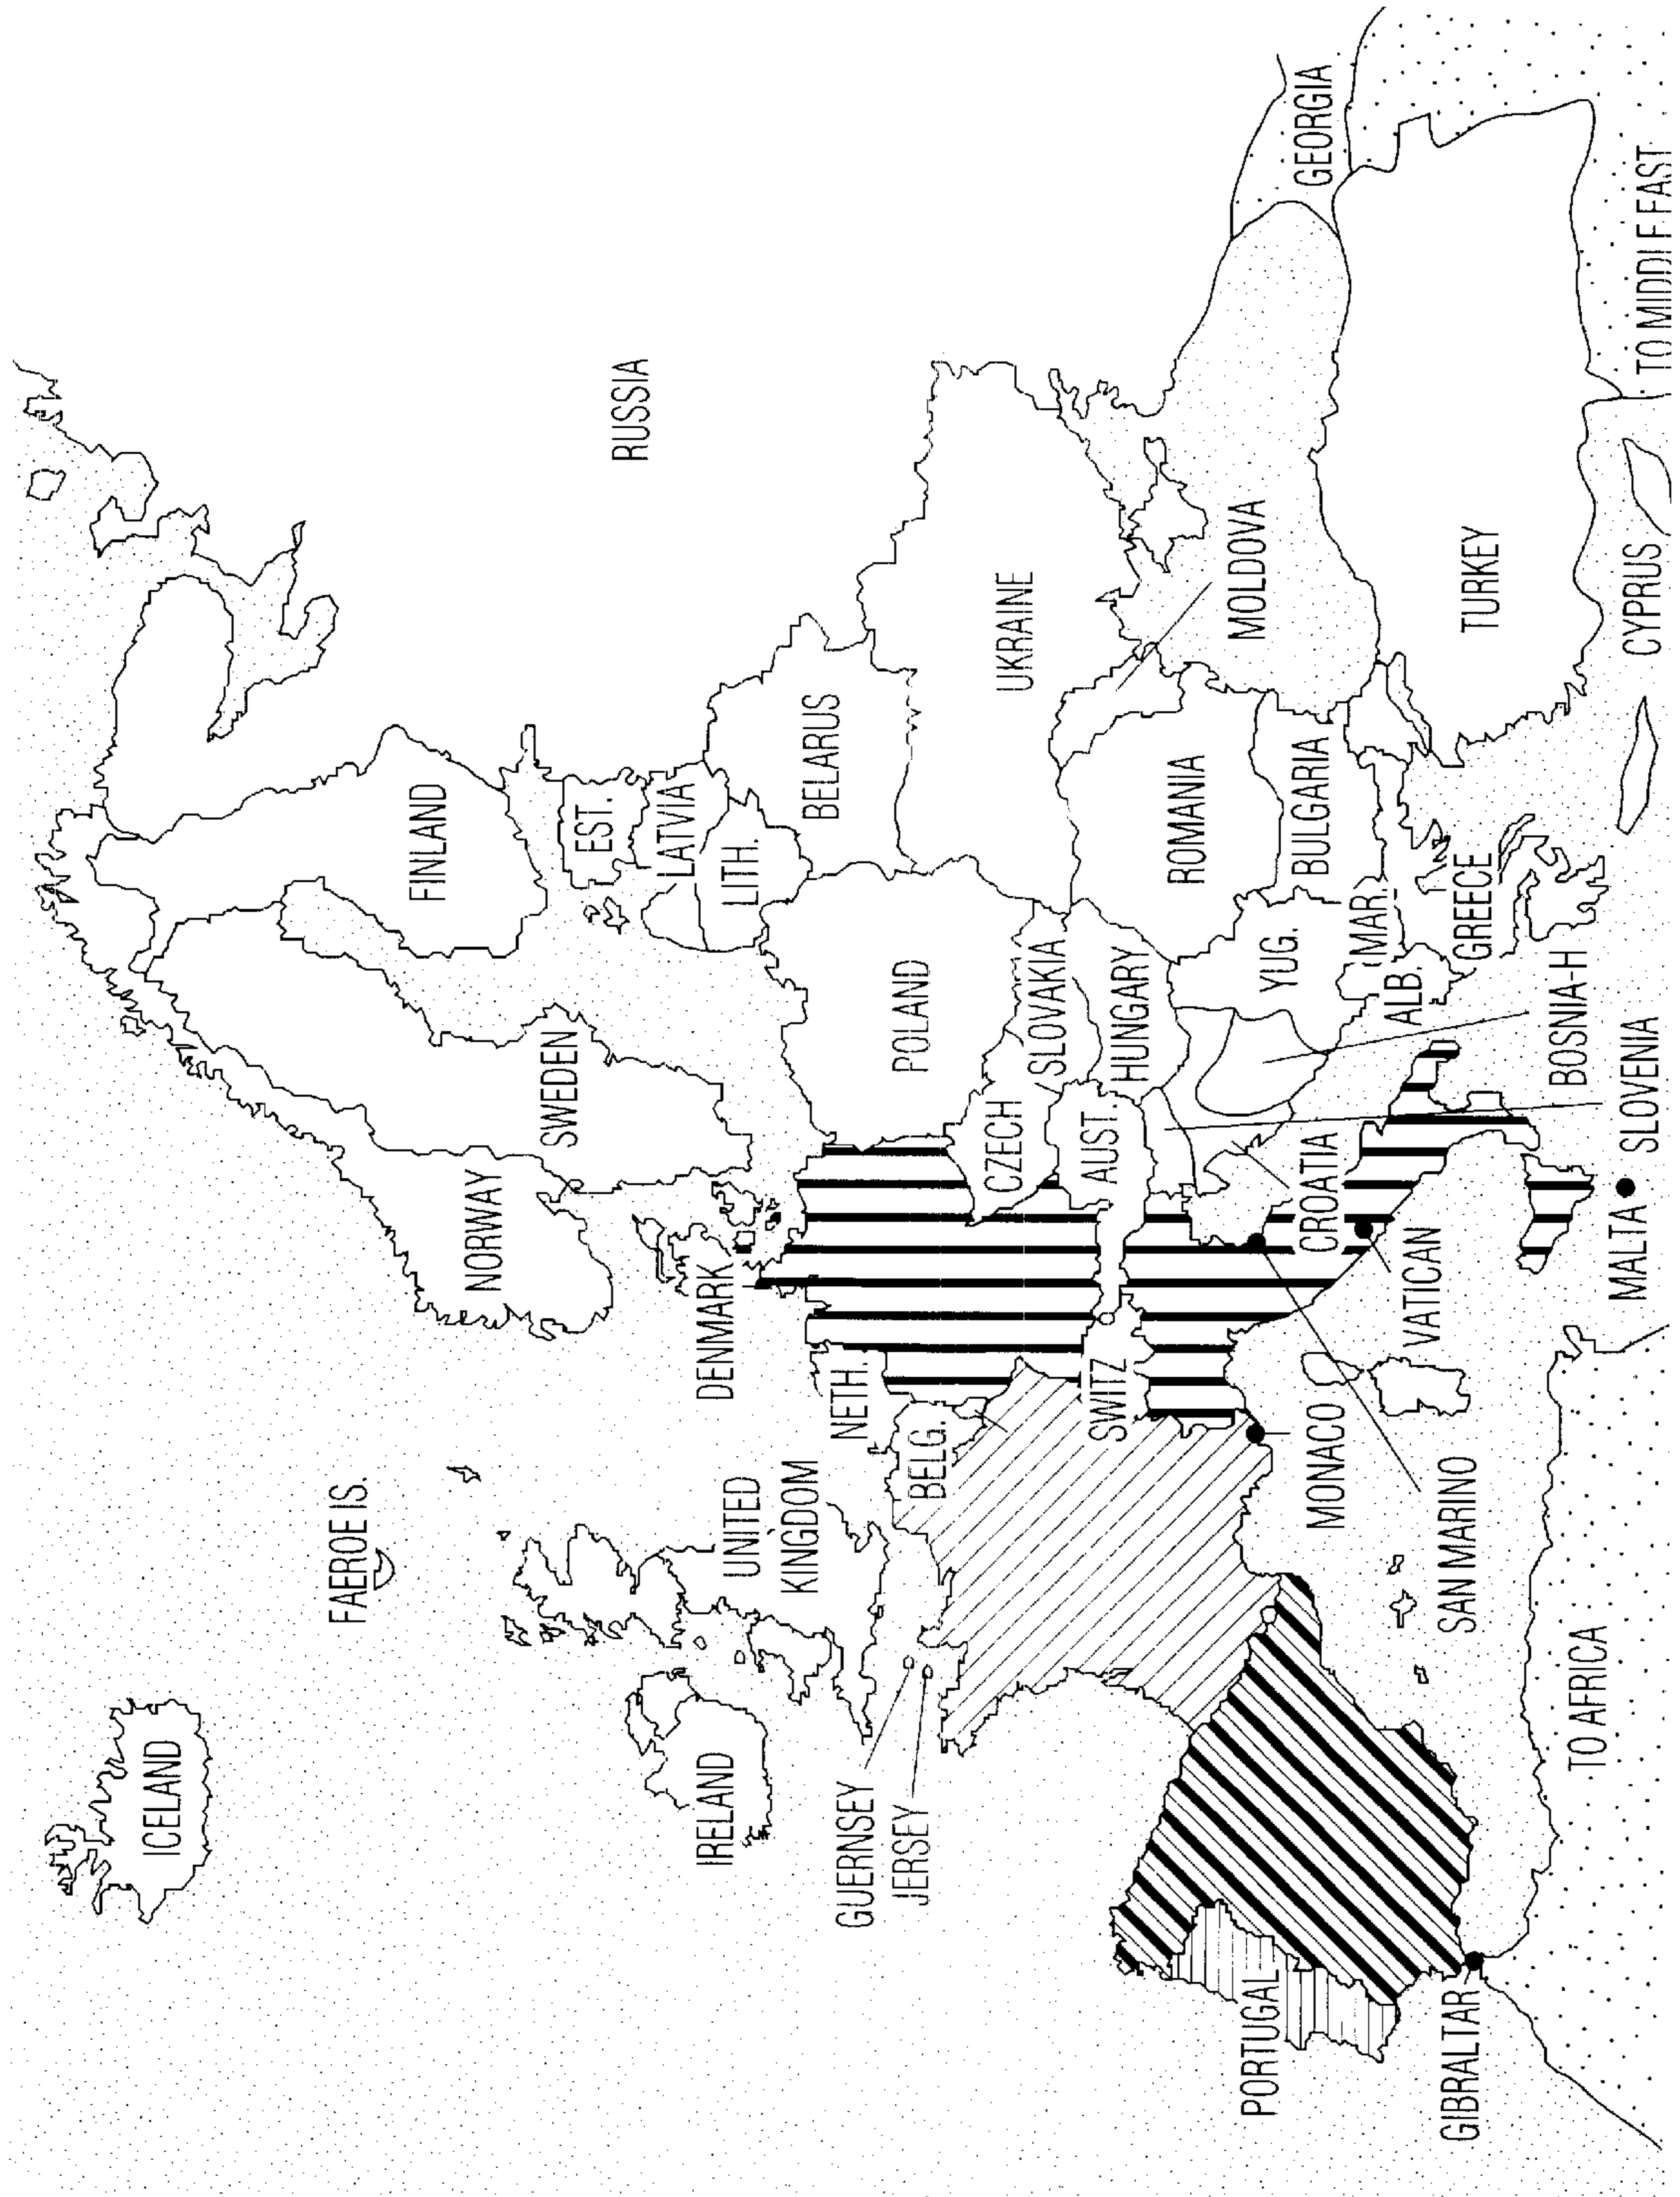 ICELAND
FAEROE IS.
NORWAY
SWEDEN
FINLAND
RUSSIA
EST.
LATVIA
LITH.
DENMARK
UNITED
KINGDOM
IRELAND
NETH.
BELARUS
GUERNSEY
JERSEY
BELG.
POLAND
UKRAINE
CZECH
SLOVAKIA
AUST.
SWITZ
HUNGARY
ROMANIA
MOLDOVA
GEORGIA
YUG.
BULGARIA
PORTUGAL
MONACO
CROATIA
MAR.
ALB.
VATICAN
GIBRALTAR
SAN MARINO
GREECE
TURKEY
BOSNIA-H
TO AFRICA
MALTA
SLOVENIA
CYPRUS
TO MIDDLE EAST